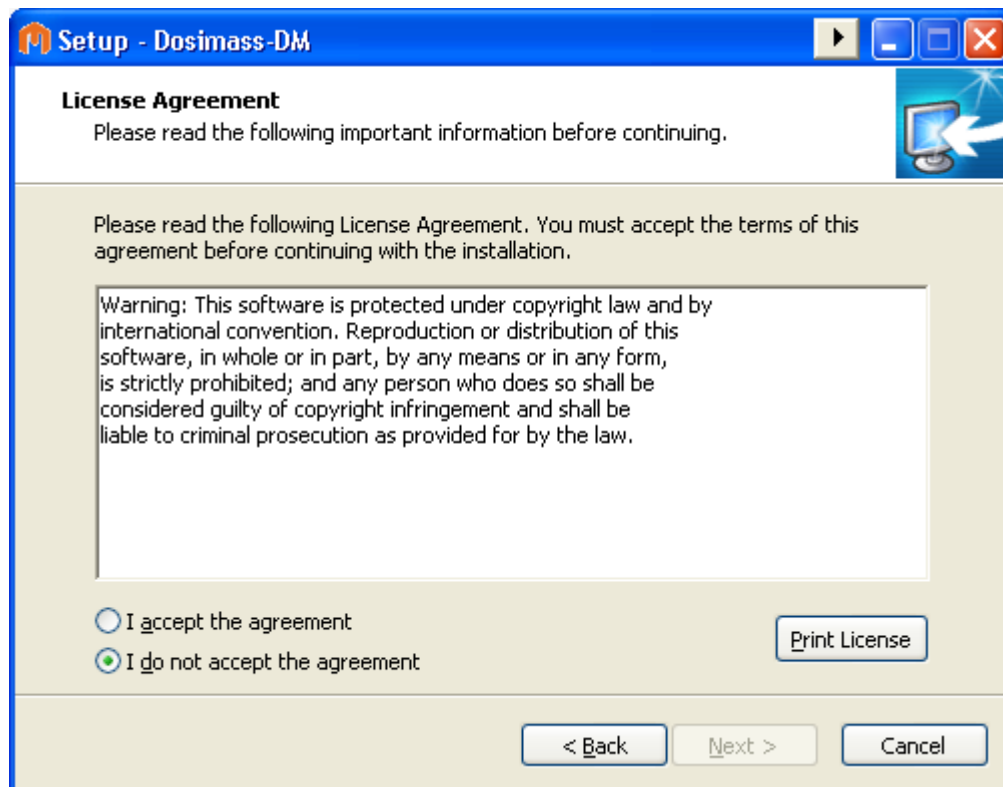 Setup - Dosimass-DM
License Agreement
Please read the following important information before continuing.
Please read the following License Agreement. You must accept the terms of this
agreement before continuing with the installation.
Warning: This software is protected under copyright law and by
international convention. Reproduction or distribution of this
software, in whole or in part, by any means or in any form,
is strictly prohibited; and any person who does so shall be
considered guilty of copyright infringement and shall be
liable to criminal prosecution as provided for by the law.
I accept the agreement
I do not accept the agreement
Print License
< Back
Next >
Cancel